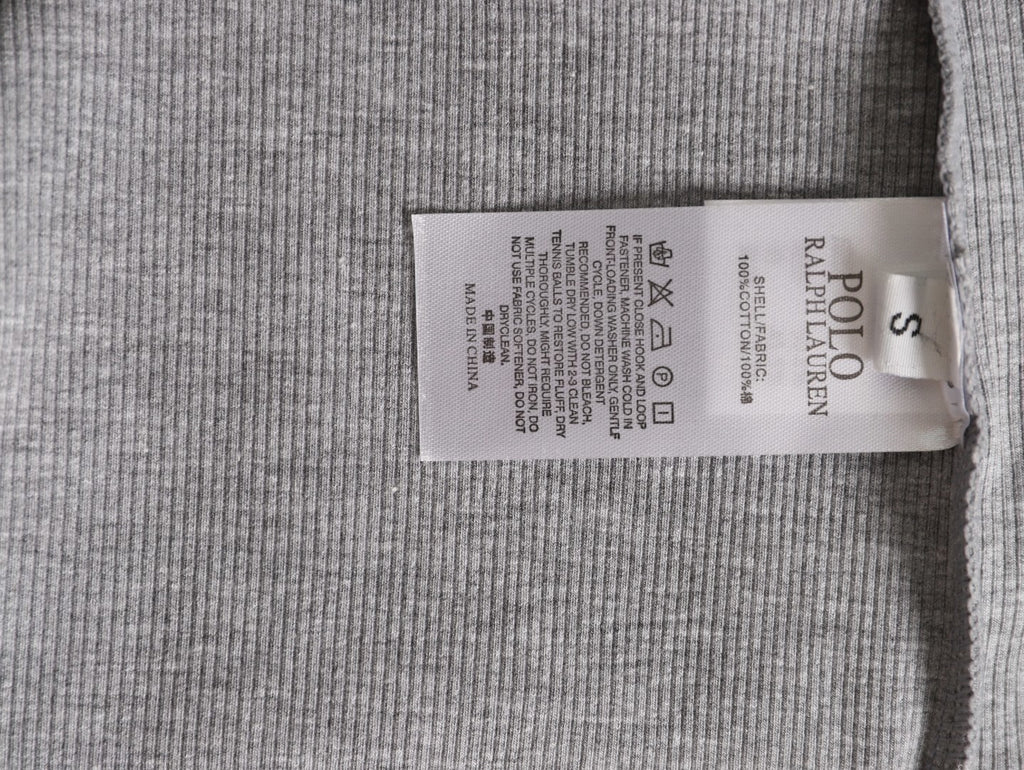 S
POLO
RALPH LAUREN
SHELL/FABRIC:
100%COTTON/100%棉
IF PRESENT CLOSE HOOK AND LOOP
FASTENER, MACHINE WASH COLD IN
FRONT-LOADING WASHER ONLY, GENTLF
CYCLE, DOWN DETERGENT
RECOMMENDED, DO NOT BLEACH,
TUMBLE DRY LOW WITH 2-3 CLEAN
TENNIS BALLS TO RESTORE FLUFF, DRY
THOROUGHLY, MIGHT REQUIRE
MULTIPLE CYCLES, DO NOT IRON, DO
NOT USE FABRIC SOFTENER, DO NOT
DRYCLEAN.
MADE IN CHINA
中国制造